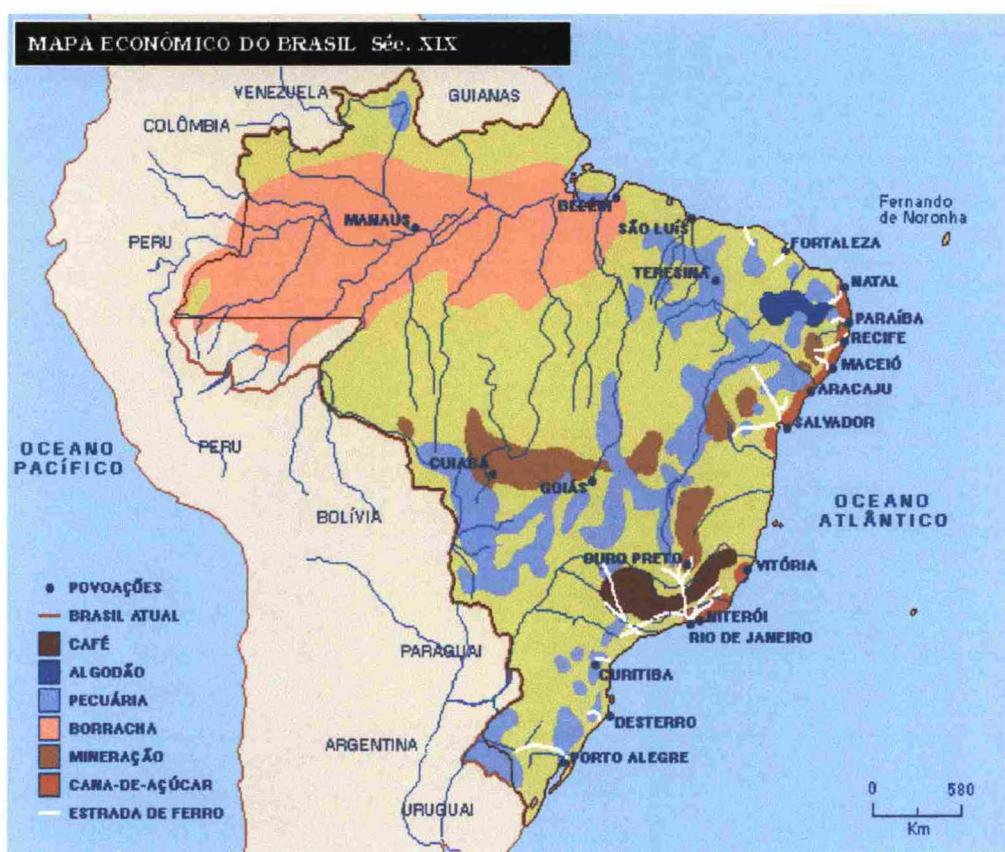 MAPA ECONÓMICO DO BRASIL Séc. XIX
VENEZUELA
GUIANAS
COLÔMBIA
BELÉM
MANAUS
SÃO LUÍS
Fernando
de Noronha
PERU
FORTALEZA
TERESINA
NATAL
PARAÍBA
RECIFE
MACEIÓ
ARACAJU
SALVADOR
OCEANO
PACÍFICO
PERU
CUIABÁ
GOIÁS
OCEANO
ATLÂNTICO
BOLÍVIA
OURO PRETO
VITÓRIA
NITERÓI
RIO DE JANEIRO
PARAGUAI
CURITIBA
DESTERRO
ARGENTINA
PORTO ALEGRE
URUGUAI
POVOAÇÕES
BRASIL ATUAL
CAFÉ
ALGODÃO
PECUÁRIA
BORRACHA
MINERAÇÃO
CANA-DE-AÇÚCAR
ESTRADA DE FERRO
0 580
Km